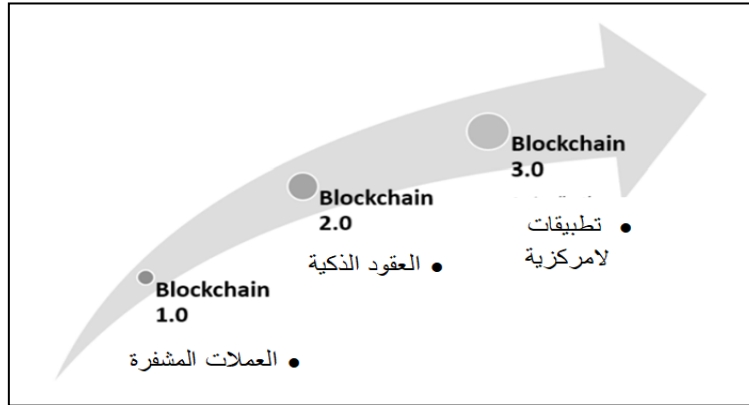 Blockchain
3.0
• تطبيقات
لامركزية
Blockchain
2.0
• العقود الذكية
Blockchain
1.0
• العملات المشفرة